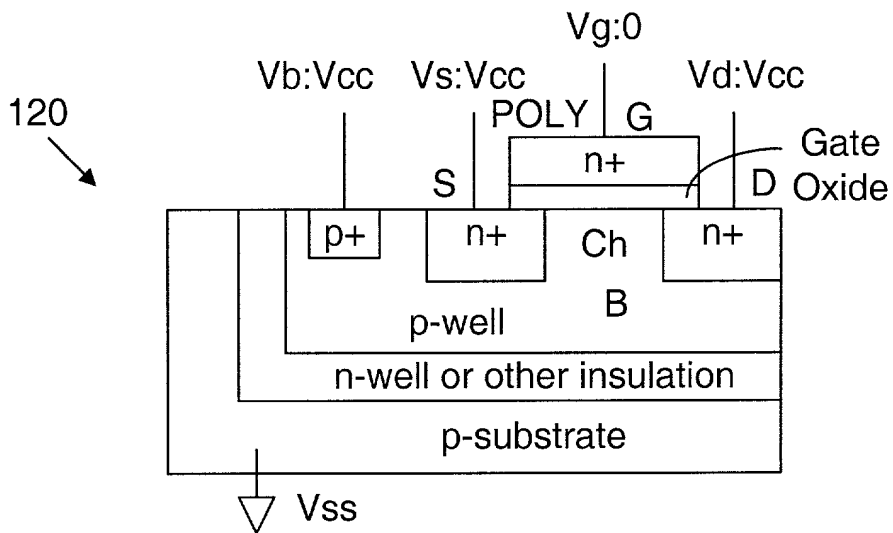 Vg:0
Vb:Vcc
Vs:Vcc
Vd:Vcc
120
POLY
G
Gate
Oxide
n+
S
D
p+
n+
Ch
n+
B
p-well
n-well or other insulation
p-substrate
Vss